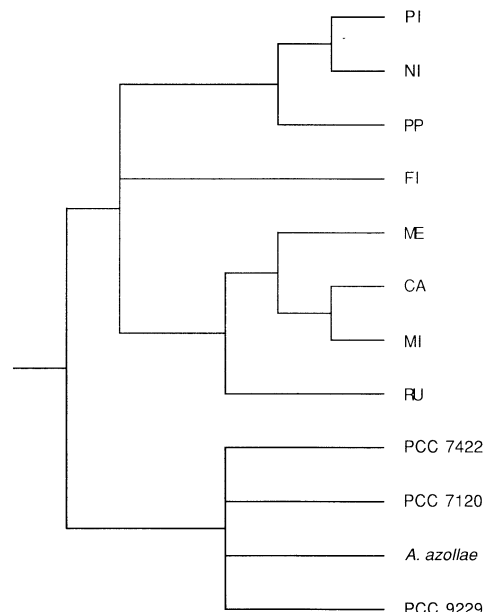 PI
NI
PP
FI
ME
CA
MI
RU
PCC 7422
PCC 7120
A. azollae
PCC 9229